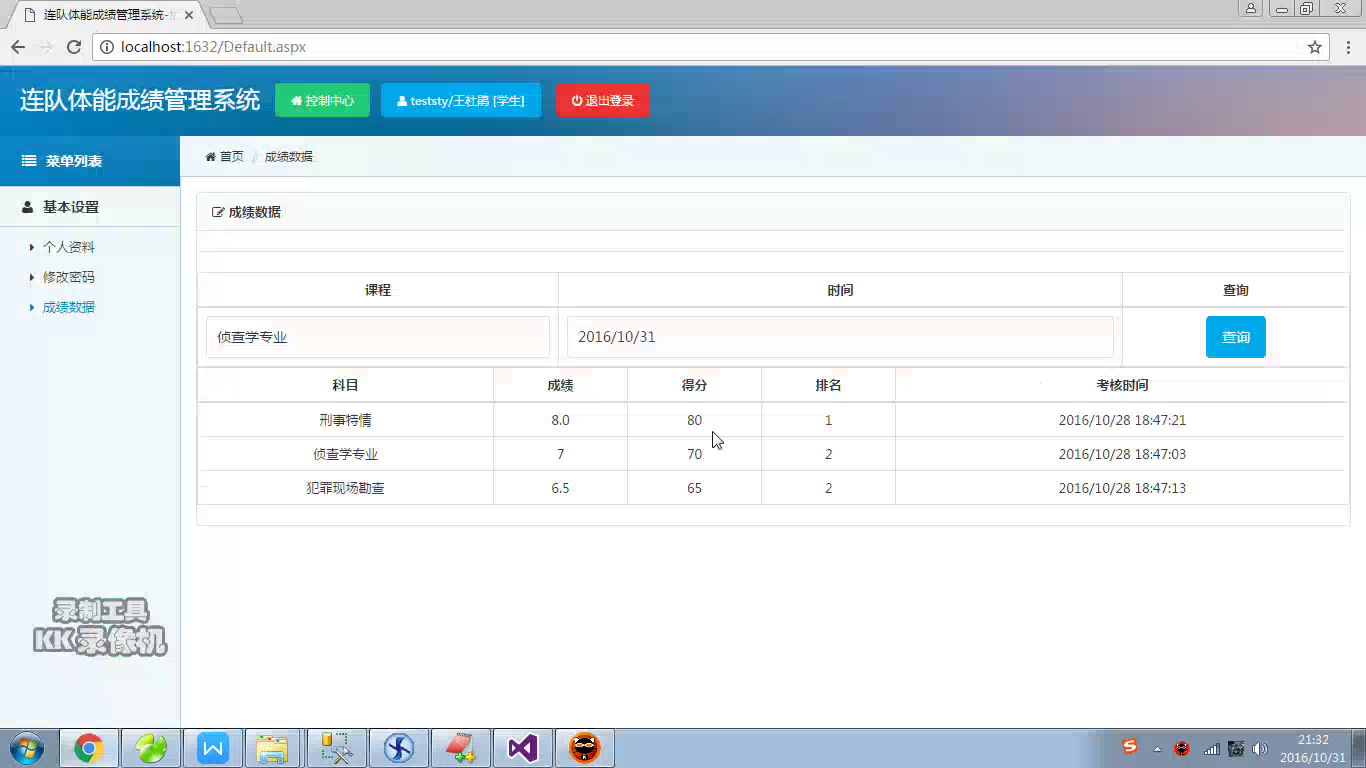 连队体能成绩管理系统-
localhost:1632/Default.aspx
连队体能成绩管理系统
控制中心
teststy/王杜鹃 [学生]
退出登录
菜单列表
首页 / 成绩数据
基本设置
个人资料
修改密码
成绩数据
成绩数据
课程 时间 查询
侦查学专业 2016/10/31 查询
科目 成绩 得分 排名 考核时间
刑事特情 8.0 80 1 2016/10/28 18:47:21
侦查学专业 7 70 2 2016/10/28 18:47:03
犯罪现场勘查 6.5 65 2 2016/10/28 18:47:13
录制工具
KK录像机
21:32
2016/10/31